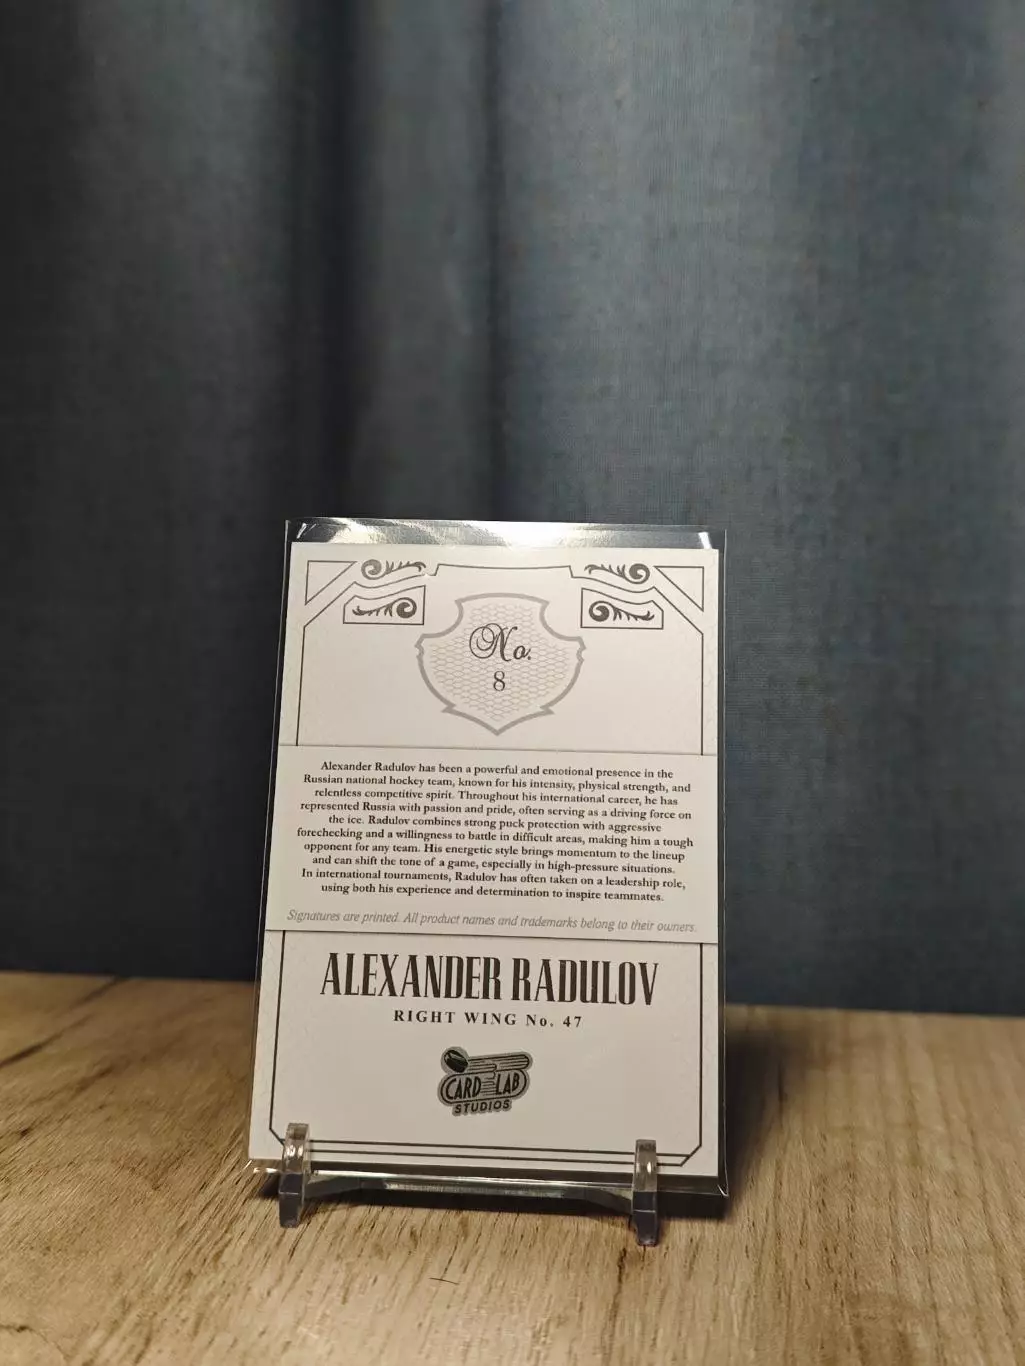 No.
8
Alexander Radulov has been a powerful and emotional presence in the
Russian national hockey team, known for his intensity, physical strength, and
relentless competitive spirit. Throughout his international career, he has
represented Russia with passion and pride, often serving as a driving force on
the ice. Radulov combines strong puck protection with aggressive
forechecking and a willingness to battle in difficult areas, making him a tough
opponent for any team. His energetic style brings momentum to the lineup
and can shift the tone of a game, especially in high-pressure situations.
In international tournaments, Radulov has often taken on a leadership role,
using both his experience and determination to inspire teammates.
Signatures are printed. All product names and trademarks belong to their owners.
ALEXANDER RADULOV
RIGHT WING No. 47
CARD LAB
STUDIOS